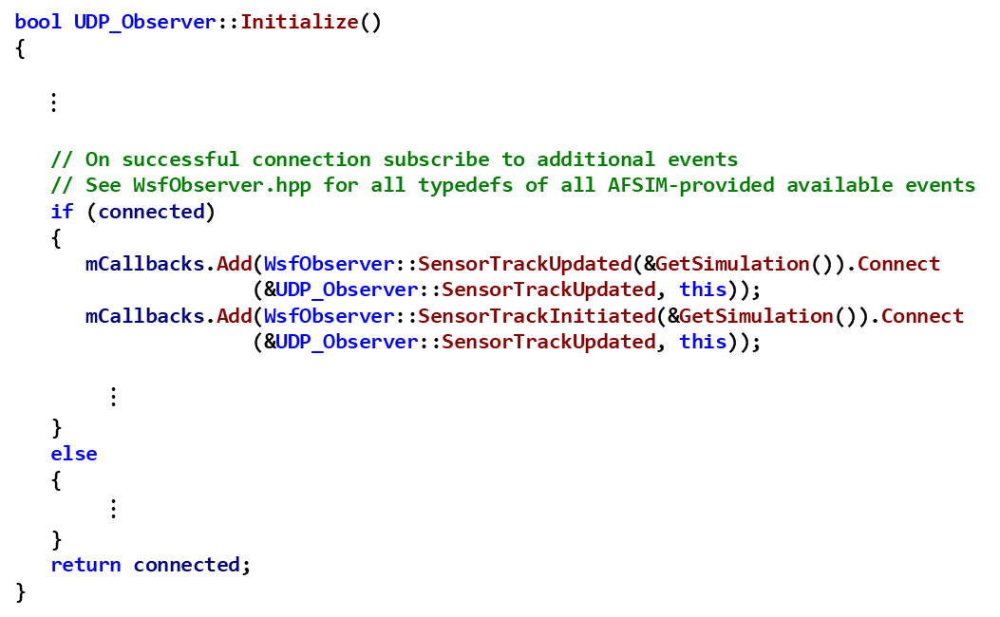 bool UDP_Observer::Initialize()
{
⋮
// On successful connection subscribe to additional events
// See WsfObserver.hpp for all typedefs of all AFSIM-provided available events
if (connected)
{
mCallbacks.Add(WsfObserver::SensorTrackUpdated(&GetSimulation()).Connect
(&UDP_Observer::SensorTrackUpdated, this));
mCallbacks.Add(WsfObserver::SensorTrackInitiated(&GetSimulation()).Connect
(&UDP_Observer::SensorTrackUpdated, this));
⋮
}
else
{
⋮
}
return connected;
}